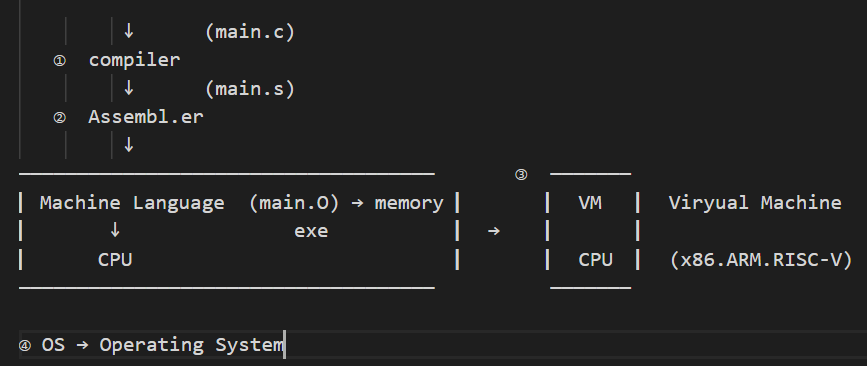 ↓ (main.c)
① compiler
↓ (main.s)
② Assembl.er
↓
③
Machine Language (main.O) → memory | VM | Viryual Machine
↓ exe → 
CPU | CPU | (x86.ARM.RISC-V)
④ OS → Operating System